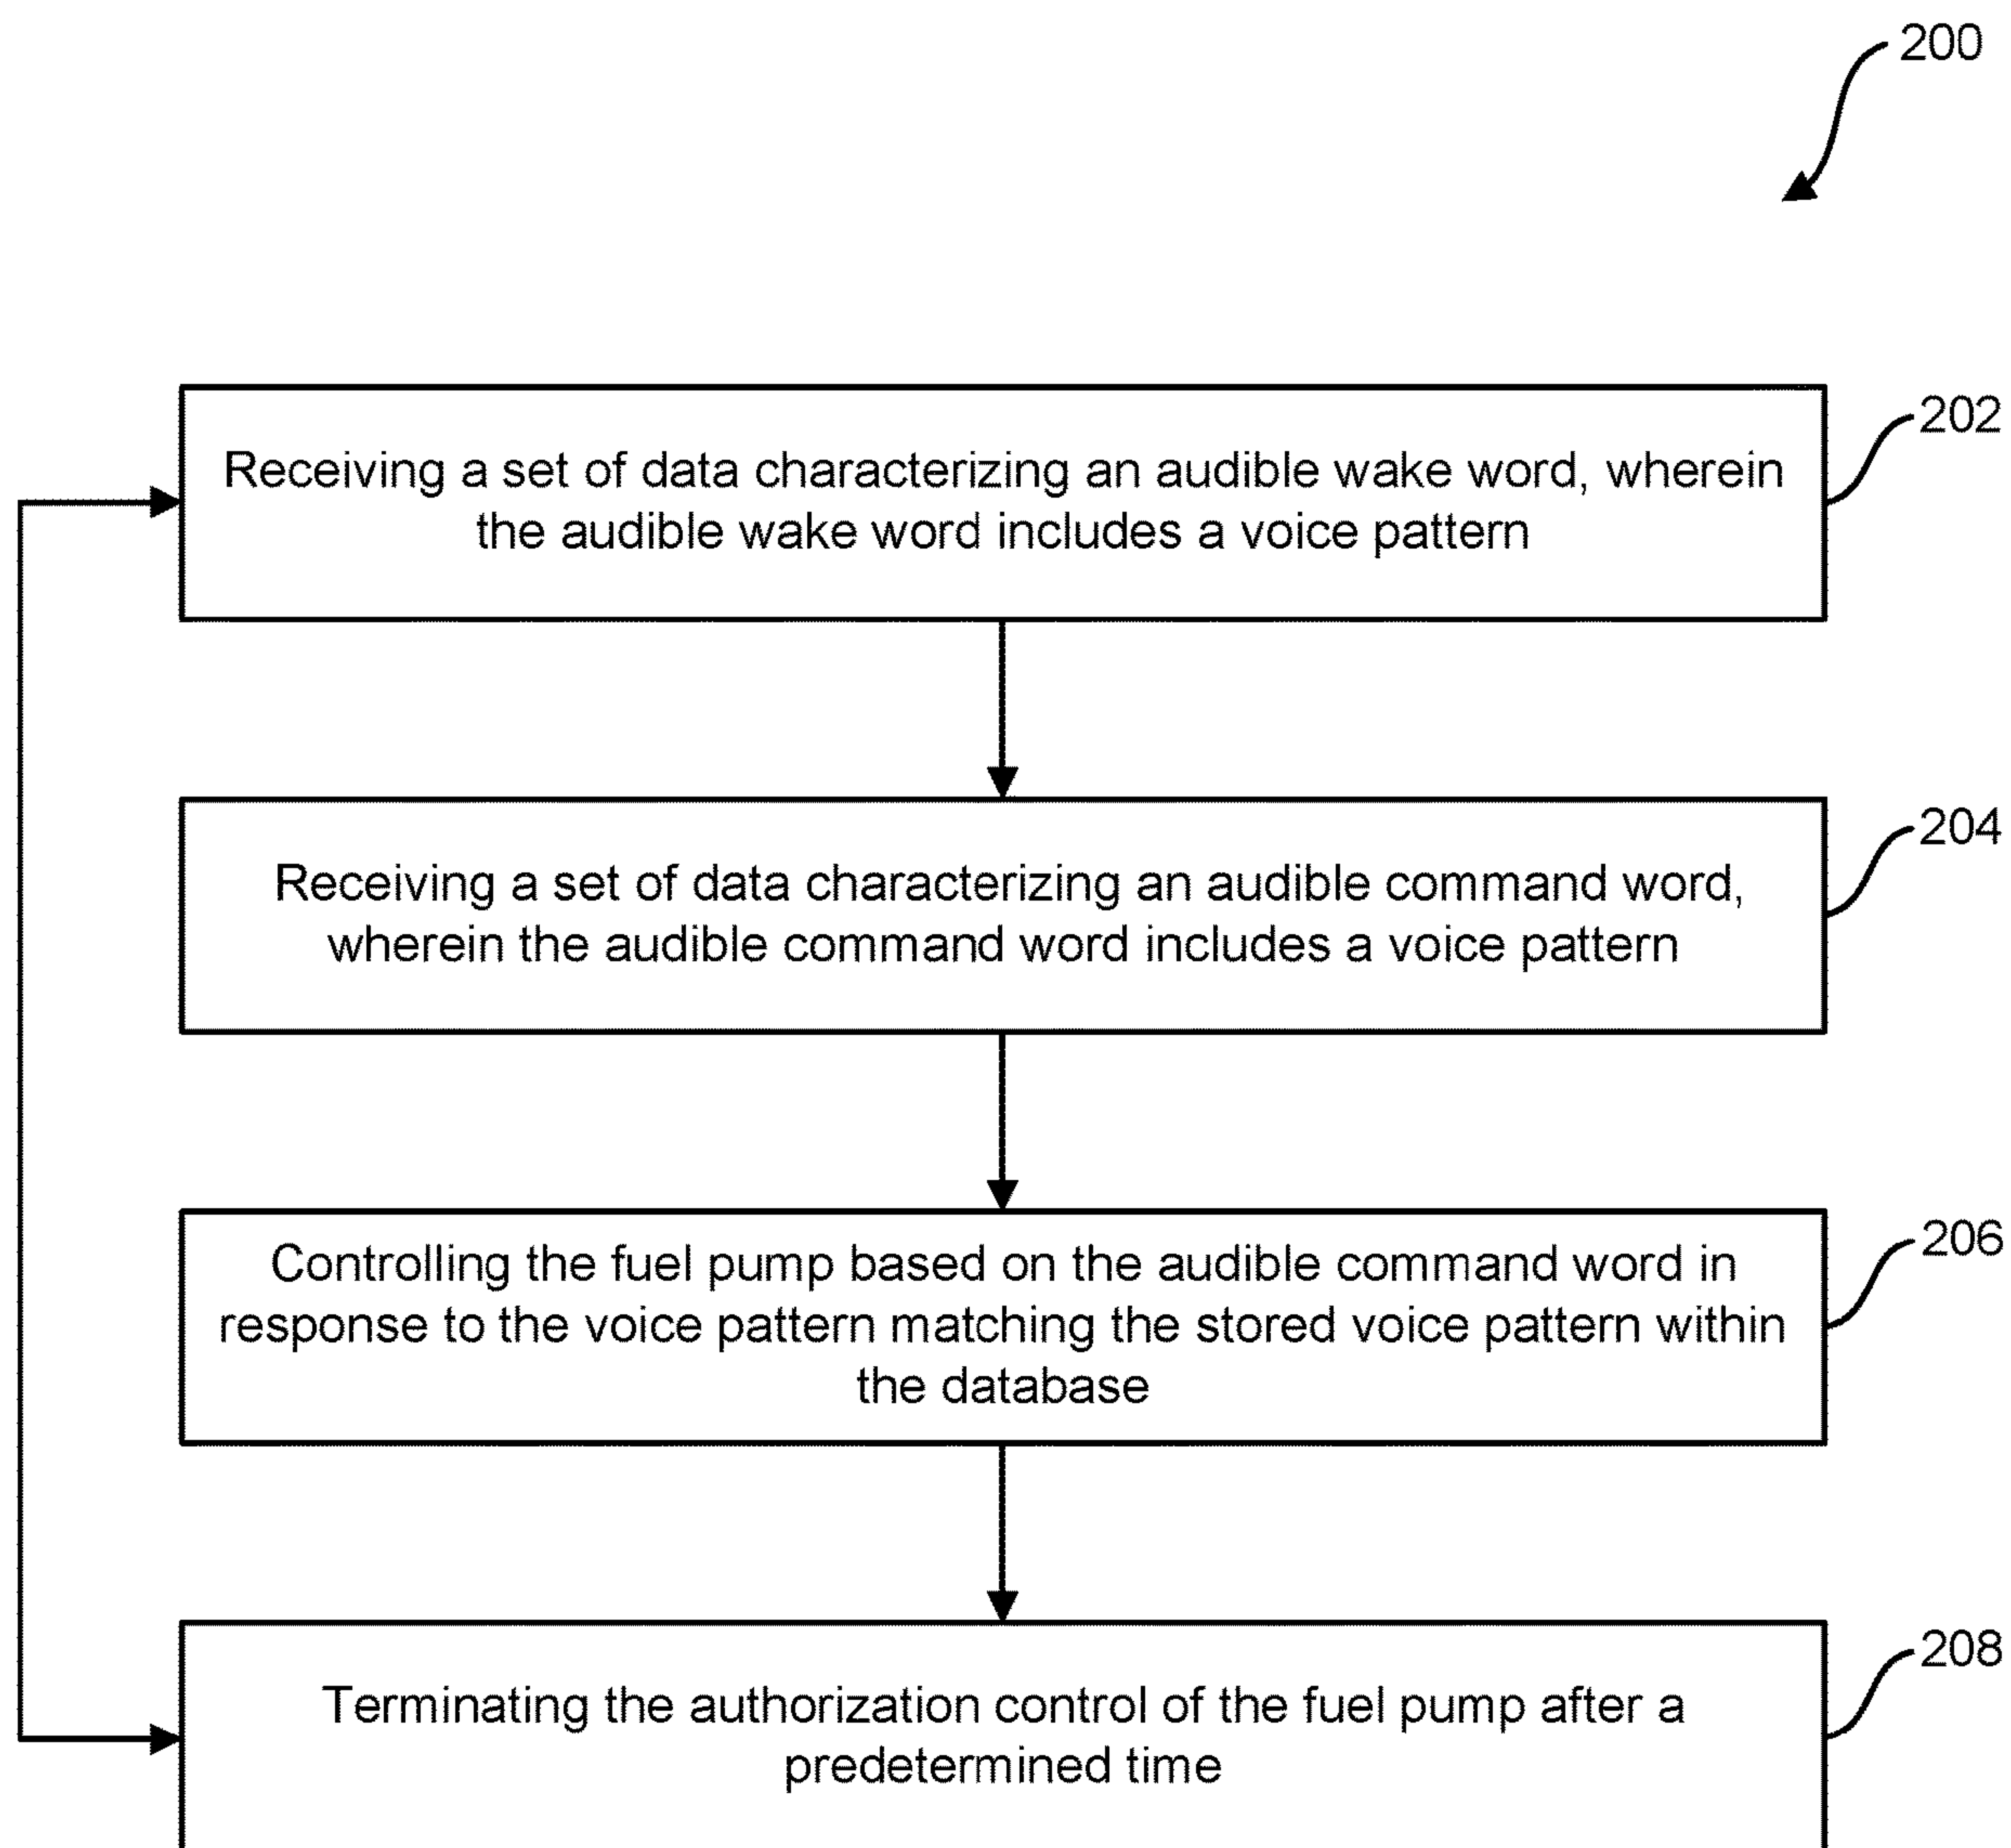 200
202
Receiving a set of data characterizing an audible wake word, wherein
the audible wake word includes a voice pattern
204
Receiving a set of data characterizing an audible command word,
wherein the audible command word includes a voice pattern
206
Controlling the fuel pump based on the audible command word in
response to the voice pattern matching the stored voice pattern within
the database
208
Terminating the authorization control of the fuel pump after a
predetermined time